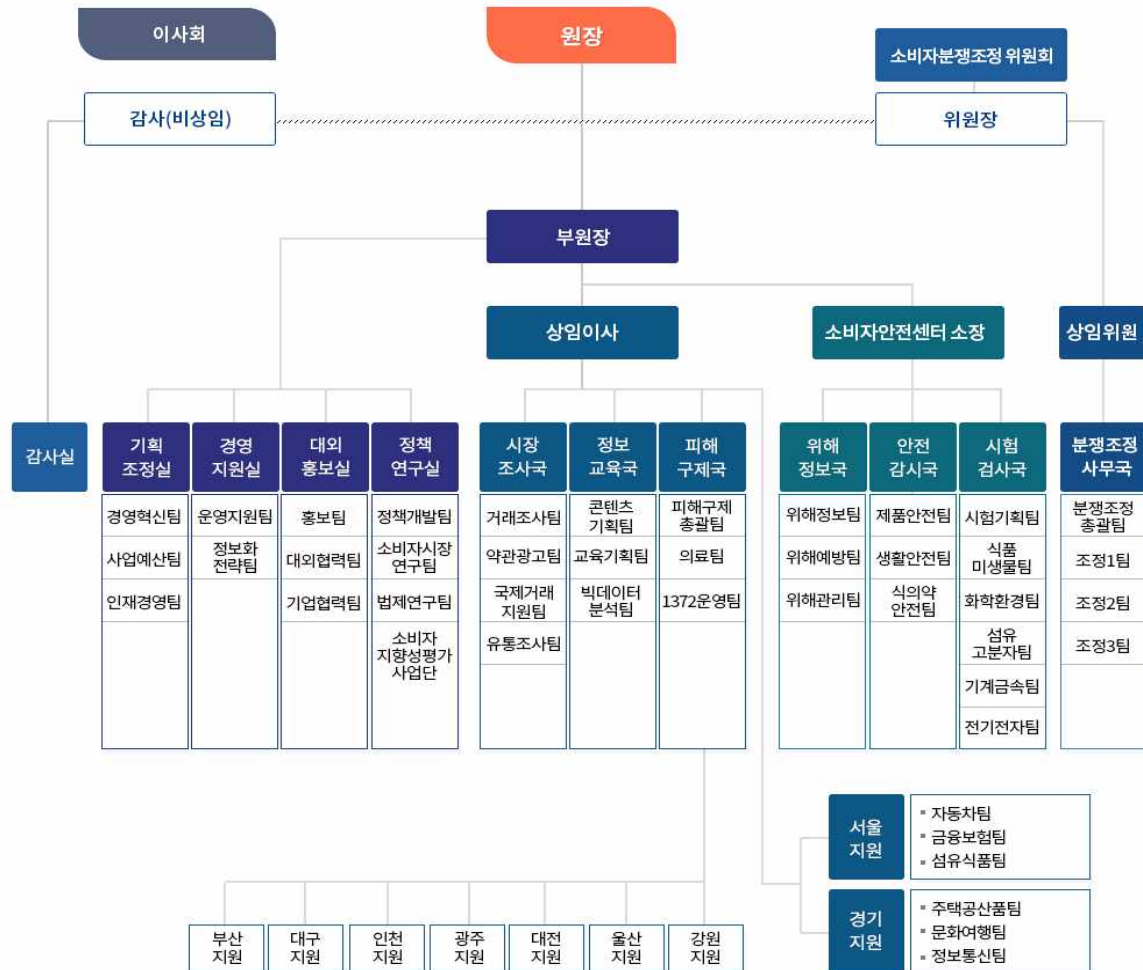 이사회
원장
소비자분쟁조정 위원회
감사(비상임)
위원장
부원장
상임이사
소비자안전센터 소장
상임위원
감사실
기획
조정실
경영혁신팀
사업예산팀
인재경영팀
경영
지원실
운영지원팀
정보화
전략팀
대외
홍보실
홍보팀
대외협력팀
기업협력팀
정책
연구실
정책개발팀
소비자시장
연구팀
법제연구팀
소비자
지향성평가
사업단
시장
조사국
거래조사팀
약관광고팀
국제거래
지원팀
유통조사팀
정보
교육국
콘텐츠
기획팀
교육기획팀
빅데이터
분석팀
피해
구제국
피해구제
총괄팀
의료팀
1372운영팀
위해
정보국
위해정보팀
위해예방팀
위해관리팀
안전
감시국
제품안전팀
생활안전팀
식의약
안전팀
시험
검사국
시험기획팀
식품
미생물팀
화학환경팀
섬유
고분자팀
기계금속팀
전기전자팀
분쟁조정
사무국
분쟁조정
총괄팀
조정1팀
조정2팀
조정3팀
서울
지원
▪ 자동차팀
▪ 금융보험팀
▪ 섬유식품팀
경기
지원
▪ 주택공산품팀
▪ 문화여행팀
▪ 정보통신팀
부산
지원
대구
지원
인천
지원
광주
지원
대전
지원
울산
지원
강원
지원